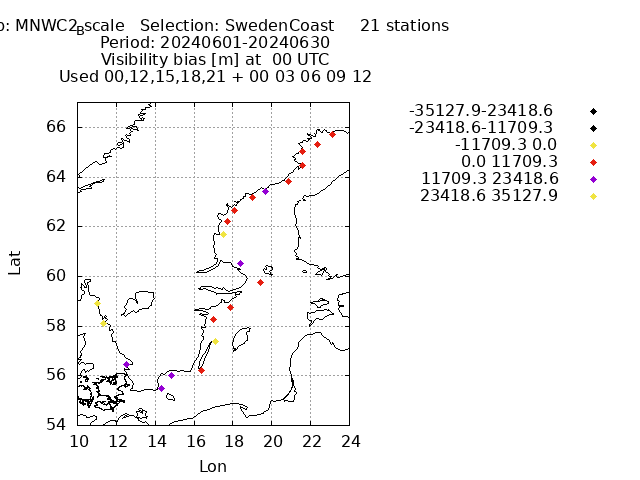 p: MNWC2Bscale Selection: SwedenCoast 21 stations
Period: 20240601-20240630
Visibility bias [m] at 00 UTC
Used 00,12,15,18,21 + 00 03 06 09 12
-35127.9-23418.6
-23418.6-11709.3
-11709.3 0.0
0.0 11709.3
11709.3 23418.6
23418.6 35127.9
66
64
62
60
58
56
54
Lat
10 12 14 16 18 20 22 24
Lon